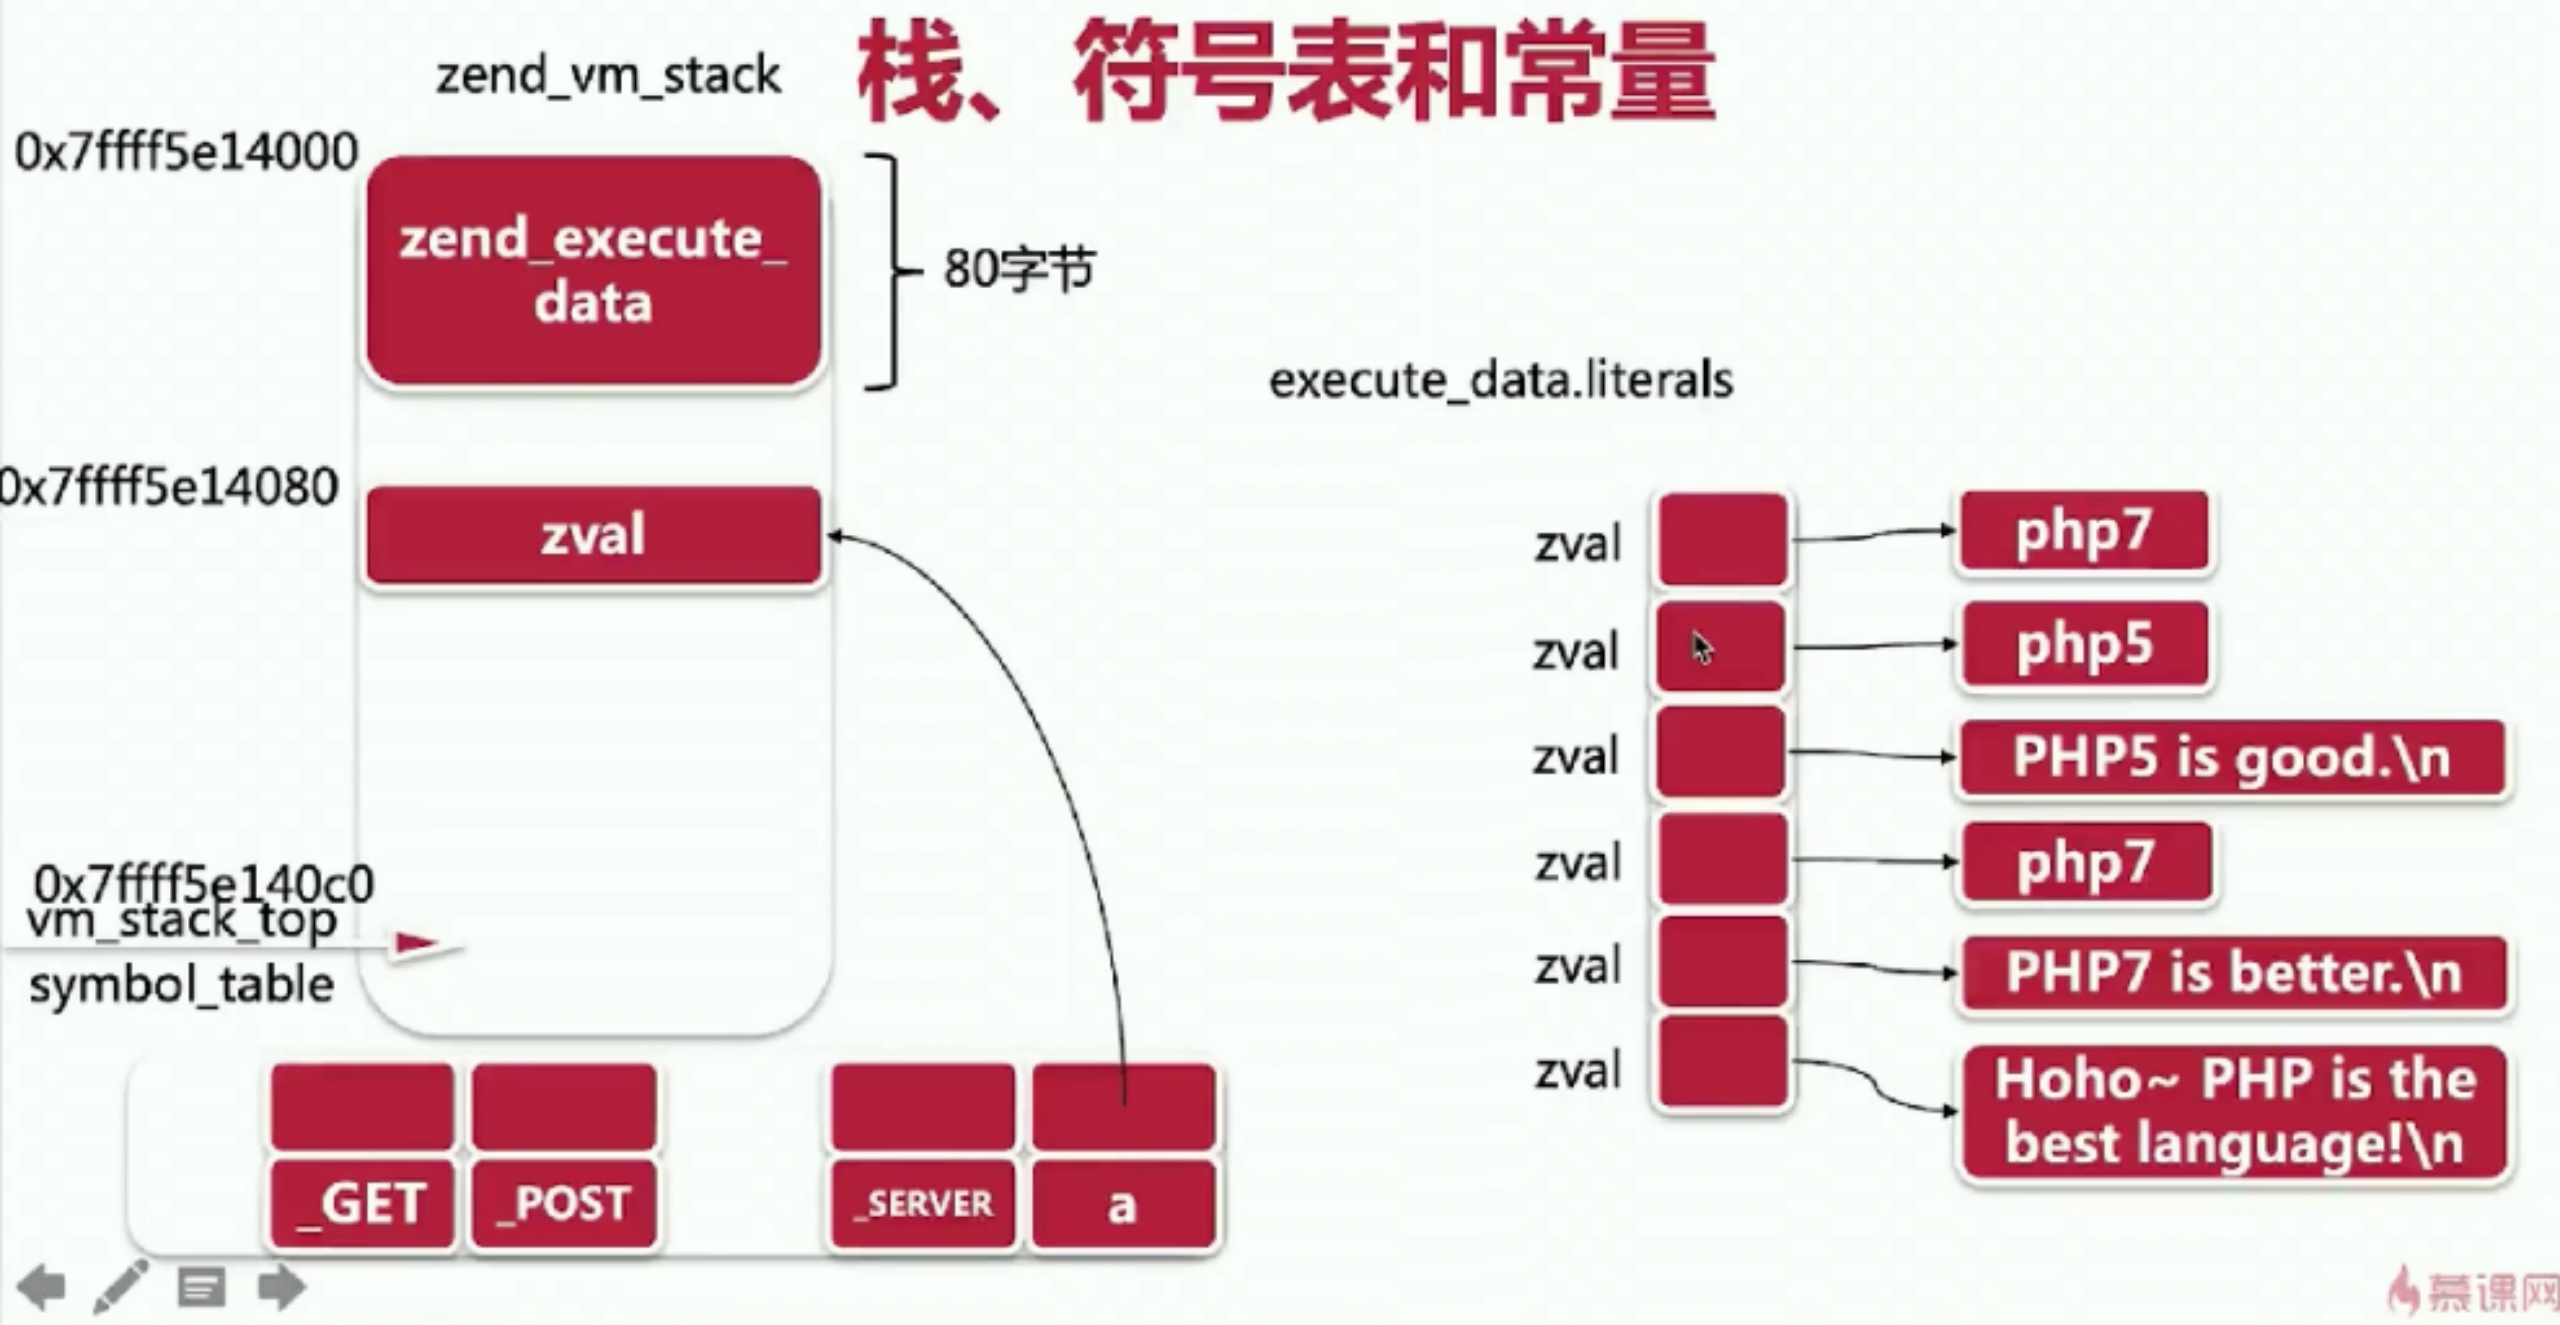 栈、符号表和常量
zend_vm_stack
0x7ffff5e14000
zend_execute_
data
80字节
0x7ffff5e14080
zval
0x7ffff5e140c0
vm_stack_top
symbol_table
_GET
_POST
_SERVER
a
execute_data.literals
zval
php7
zval
php5
zval
PHP5 is good.\n
zval
php7
zval
PHP7 is better.\n
zval
Hoho~ PHP is the
best language!\n
慕课网